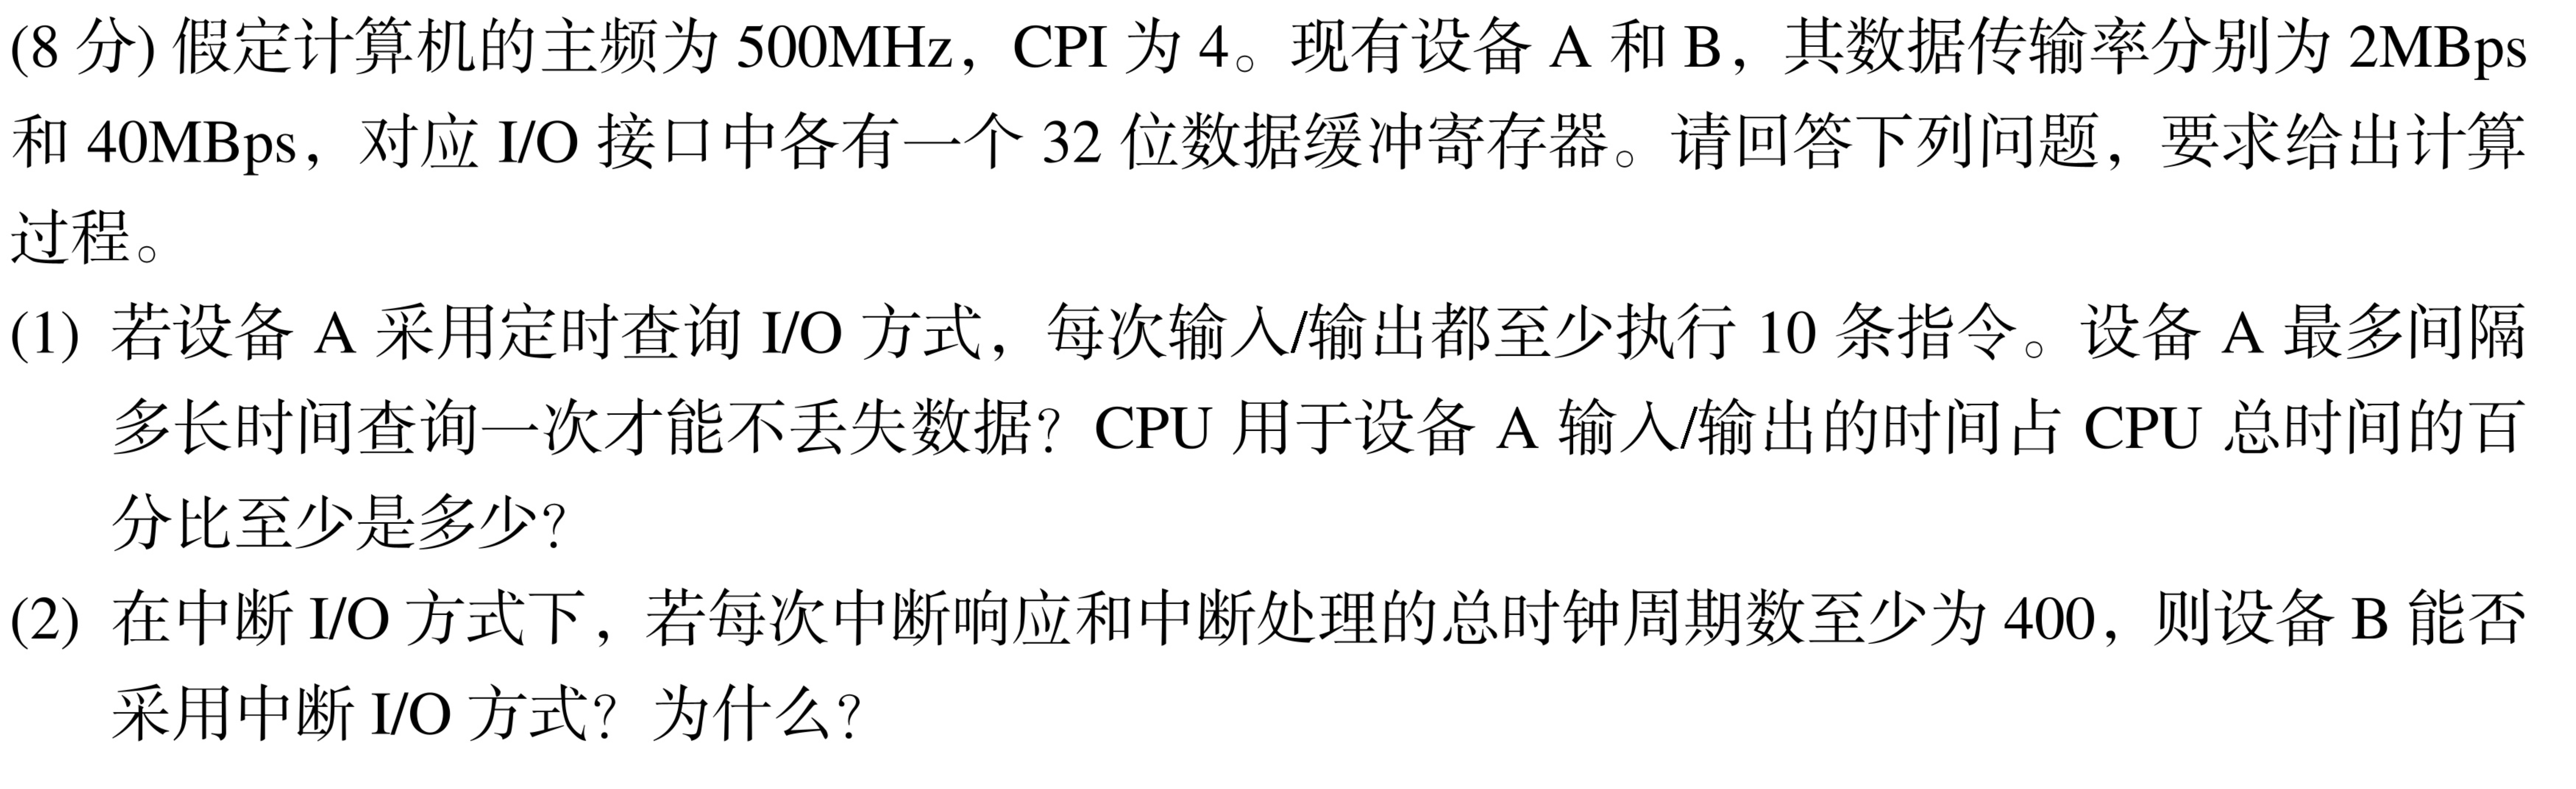 (8 分) 假定计算机的主频为 500MHz，CPI 为 4。现有设备 A 和 B，其数据传输率分别为 2MBps
和 40MBps，对应 I/O 接口中各有一个 32 位数据缓冲寄存器。请回答下列问题，要求给出计算
过程。
(1) 若设备 A 采用定时查询 I/O 方式，每次输入/输出都至少执行 10 条指令。设备 A 最多间隔
多长时间查询一次才能不丢失数据？CPU 用于设备 A 输入/输出的时间占 CPU 总时间的百
分比至少是多少？
(2) 在中断 I/O 方式下，若每次中断响应和中断处理的总时钟周期数至少为 400，则设备 B 能否
采用中断 I/O 方式？为什么？